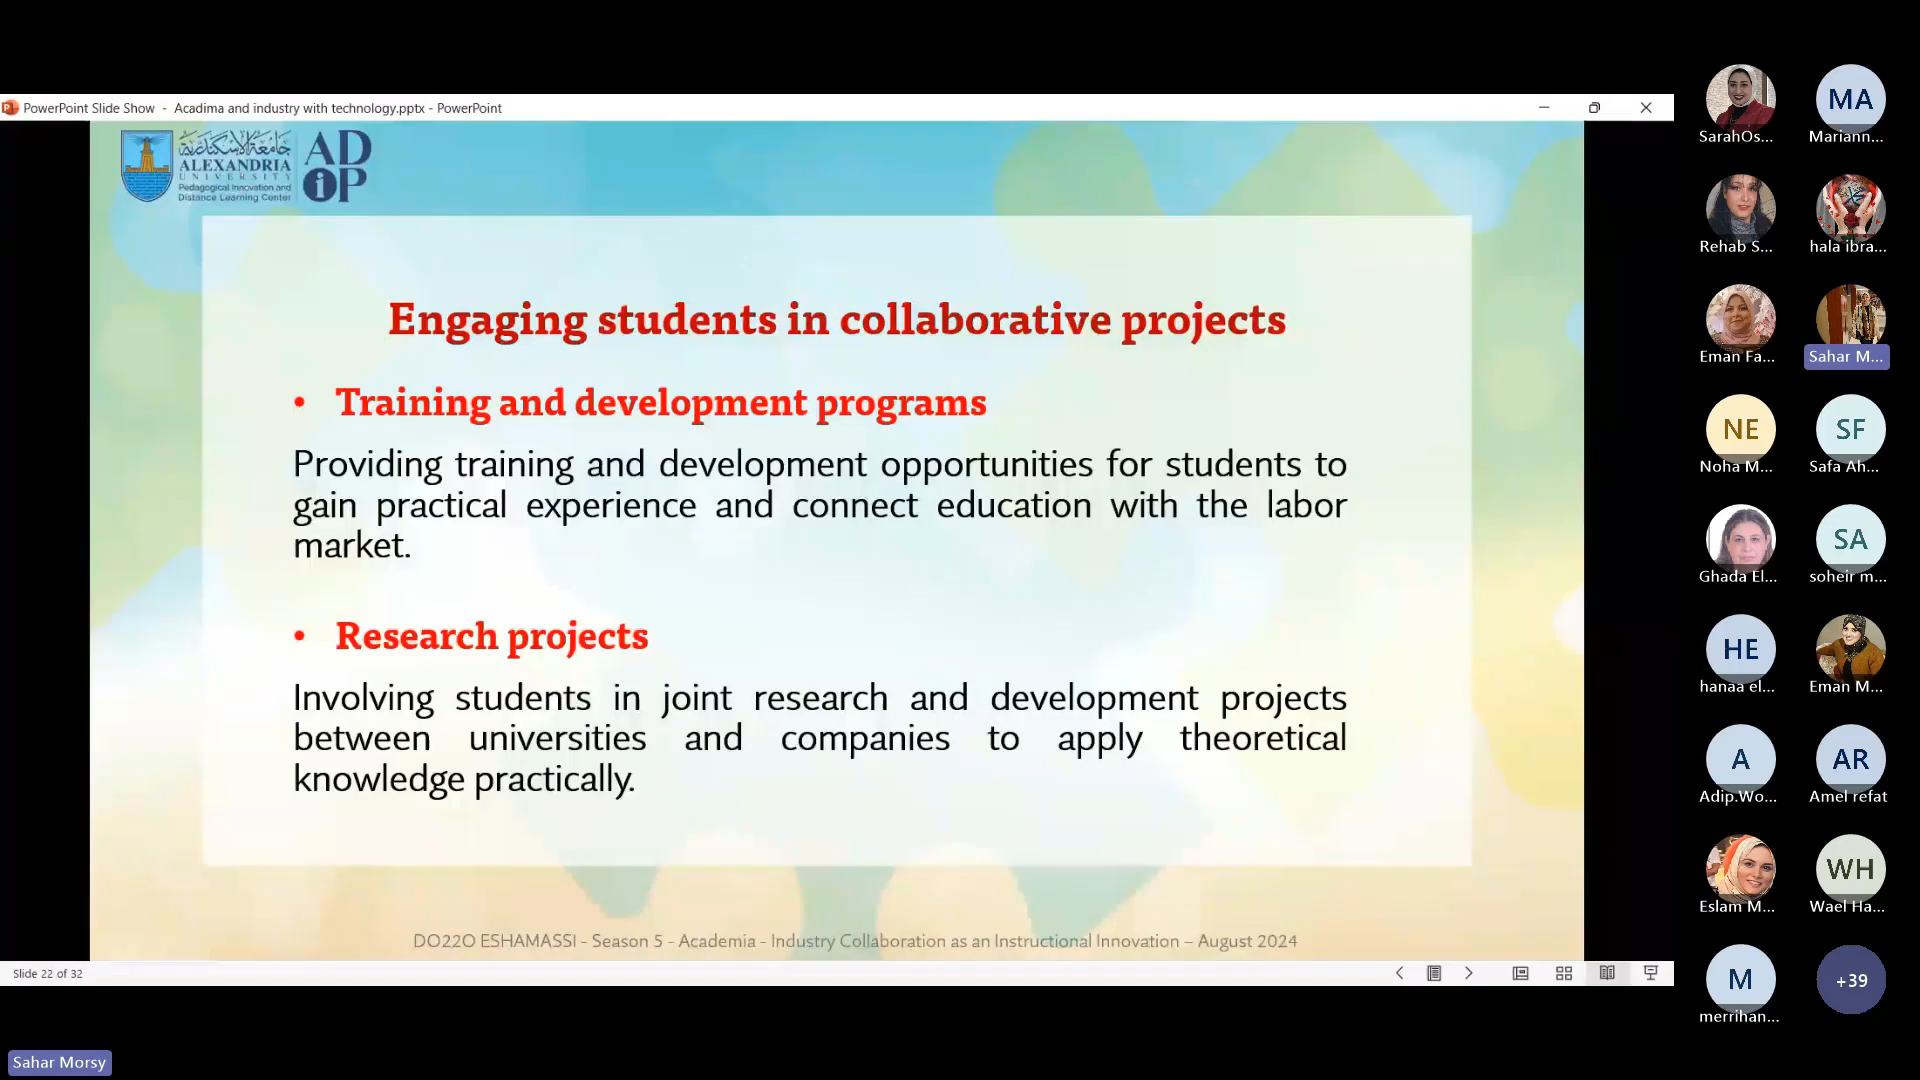 PowerPoint Slide Show - Acadima and industry with technology.pptx - PowerPoint
جامعة الإسكندرية
ALEXANDRIA
UNIVERSITY
Pedagogical Innovation and
Distance Learning Center
AD
iOP
Engaging students in collaborative projects
• Training and development programs
Providing training and development opportunities for students to
gain practical experience and connect education with the labor
market.
• Research projects
Involving students in joint research and development projects
between universities and companies to apply theoretical
knowledge practically.
DO22O ESHAMASSI - Season 5 - Academia - Industry Collaboration as an Instructional Innovation – August 2024
Slide 22 of 32
Sahar Morsy
SarahOs...
MA
Mariann...
Rehab S...
hala ibra...
Eman Fa...
Sahar M...
NE
Noha M...
SF
Safa Ah...
Ghada El...
SA
soheir m...
HE
hanaa el...
Eman M...
A
Adip.Wo...
AR
Amel refat
Eslam M...
WH
Wael Ha...
M
merrihan...
+39